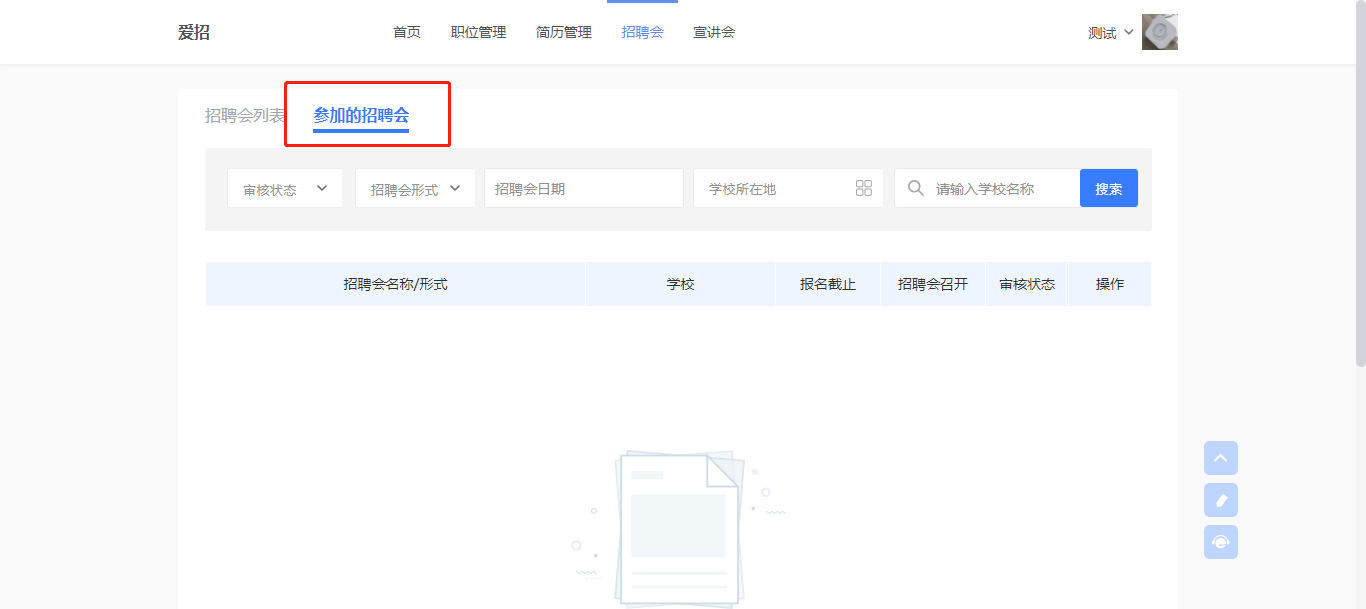 爱招
首页 职位管理 简历管理 招聘会 宣讲会
测试
招聘会列表 参加的招聘会
审核状态 招聘会形式 招聘会日期 学校所在地 请输入学校名称 搜索
招聘会名称/形式 学校 报名截止 招聘会召开 审核状态 操作